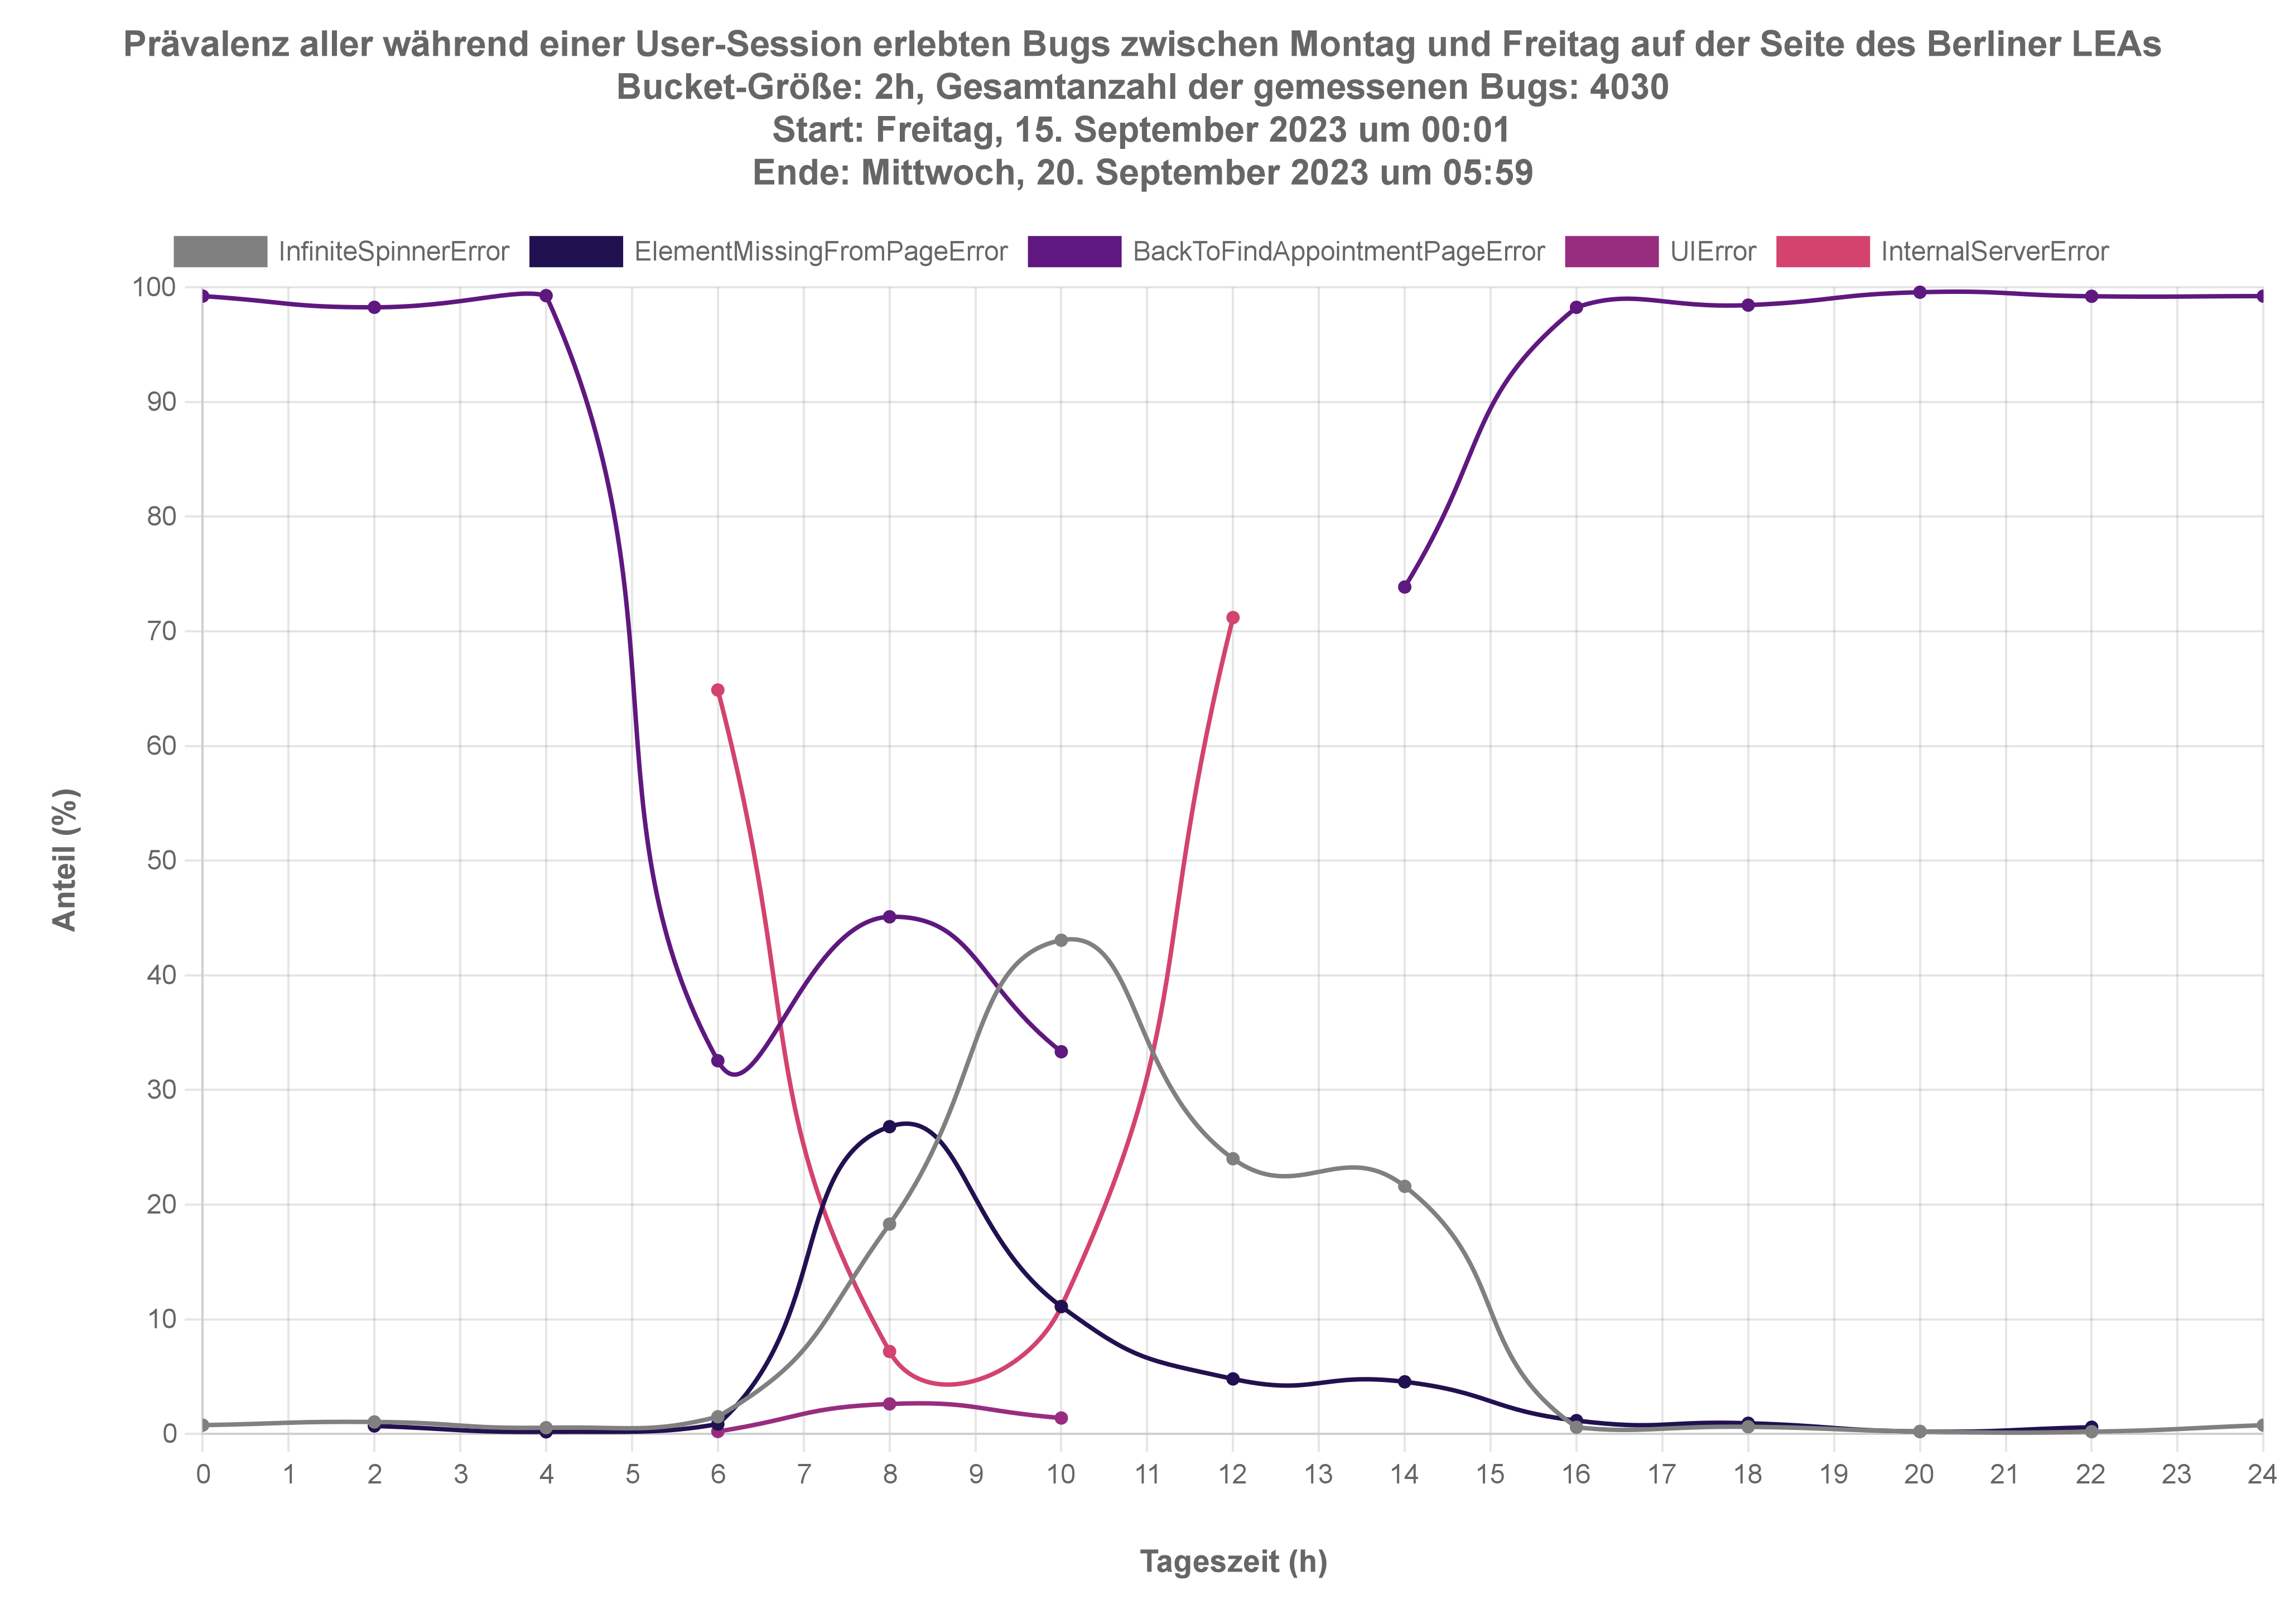 Prävalenz aller während einer User-Session erlebten Bugs zwischen Montag und Freitag auf der Seite des Berliner LEAs
Bucket-Größe: 2h, Gesamtanzahl der gemessenen Bugs: 4030
Start: Freitag, 15. September 2023 um 00:01
Ende: Mittwoch, 20. September 2023 um 05:59
InfiniteSpinnerError ElementMissingFromPageError BackToFindAppointmentPageError UIError InternalServerError
100
90
80
70
60
50
40
30
20
10
0
Anteil (%)
0 1 2 3 4 5 6 7 8 9 10 11 12 13 14 15 16 17 18 19 20 21 22 23 24
Tageszeit (h)